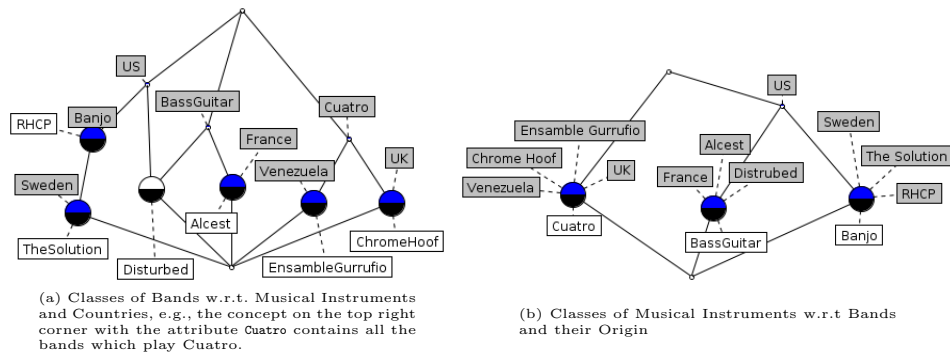 US
BassGuitar
Cuatro
RHCP
Banjo
France
Venezuela
UK
Sweden
Alcest
TheSolution
Disturbed
EnsambleGurrufio
ChromeHoof
(a) Classes of Bands w.r.t. Musical Instruments
and Countries, e.g., the concept on the top right
corner with the attribute Cuatro contains all the
bands which play Cuatro.
US
Ensamble Gurrufio
Sweden
Chrome Hoof
Alcest
The Solution
Venezuela
UK
France
Distrubed
RHCP
Cuatro
BassGuitar
Banjo
(b) Classes of Musical Instruments w.r.t Bands
and their Origin